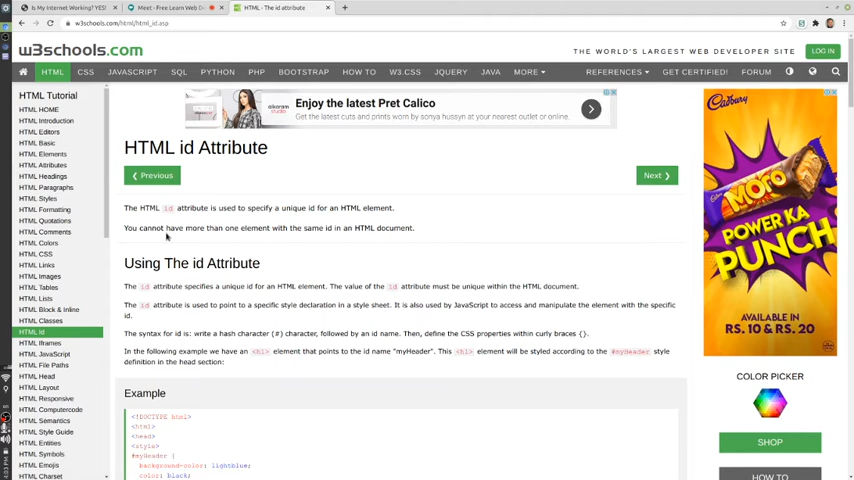 Is My Internet Working? YES!
Meet - Free Learn Web De
HTML - The id attribute
w3schools.com/html/html_id.asp
w3schools.com
THE WORLD'S LARGEST WEB DEVELOPER SITE
LOG IN
HTML CSS JAVASCRIPT SQL PYTHON PHP BOOTSTRAP HOW TO W3.CSS JQUERY JAVA MORE REFERENCES GET CERTIFIED! FORUM
HTML Tutorial
HTML HOME
HTML Introduction
HTML Editors
HTML Basic
HTML Elements
HTML Attributes
HTML Headings
HTML Paragraphs
HTML Styles
HTML Formatting
HTML Quotations
HTML Comments
HTML Colors
HTML CSS
HTML Links
HTML Images
HTML Tables
HTML Lists
HTML Block & Inline
HTML Classes
HTML Id
HTML Iframes
HTML JavaScript
HTML File Paths
HTML Head
HTML Layout
HTML Responsive
HTML Computercode
HTML Semantics
HTML Style Guide
HTML Entities
HTML Symbols
HTML Emojis
HTML Charset
alkaram studio
Enjoy the latest Pret Calico
Get the latest cuts and prints worn by sonya hussyn at your nearest outlet or online.
HTML id Attribute
❮ Previous
Next ❯
The HTML id attribute is used to specify a unique id for an HTML element.
You cannot have more than one element with the same id in an HTML document.
Using The id Attribute
The id attribute specifies a unique id for an HTML element. The value of the id attribute must be unique within the HTML document.
The id attribute is used to point to a specific style declaration in a style sheet. It is also used by JavaScript to access and manipulate the element with the specific
id.
The syntax for id is: write a hash character (#) character, followed by an id name. Then, define the CSS properties within curly braces {}.
In the following example we have an <h1> element that points to the id name "myHeader". This <h1> element will be styled according to the #myHeader style
definition in the head section:
Example
<!DOCTYPE html>
<html>
<head>
<style>
#myHeader {
background-color: lightblue;
color: black;
Cadbury
MORO
POWER KA
PUNCH
AVAILABLE IN
RS. 10 & RS. 20
COLOR PICKER
SHOP
HOW TO
4:03 PM